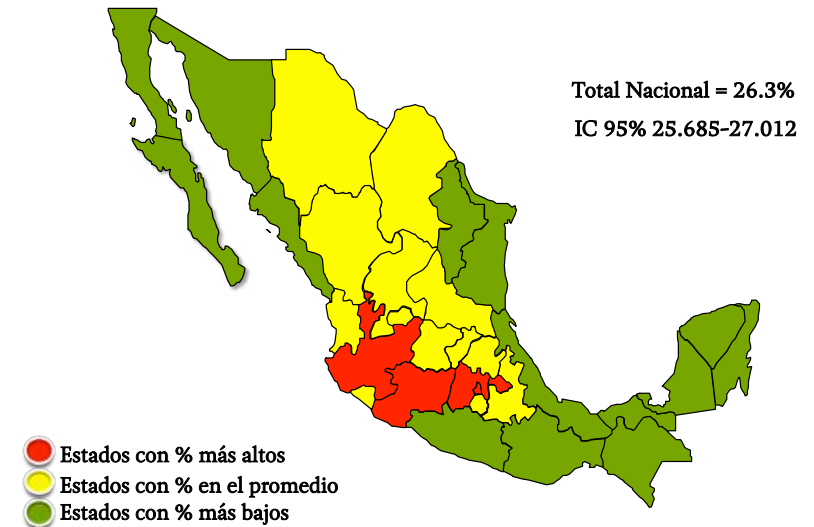 Total Nacional = 26.3%
IC 95% 25.685-27.012
Estados con % más altos
Estados con % en el promedio
Estados con % más bajos